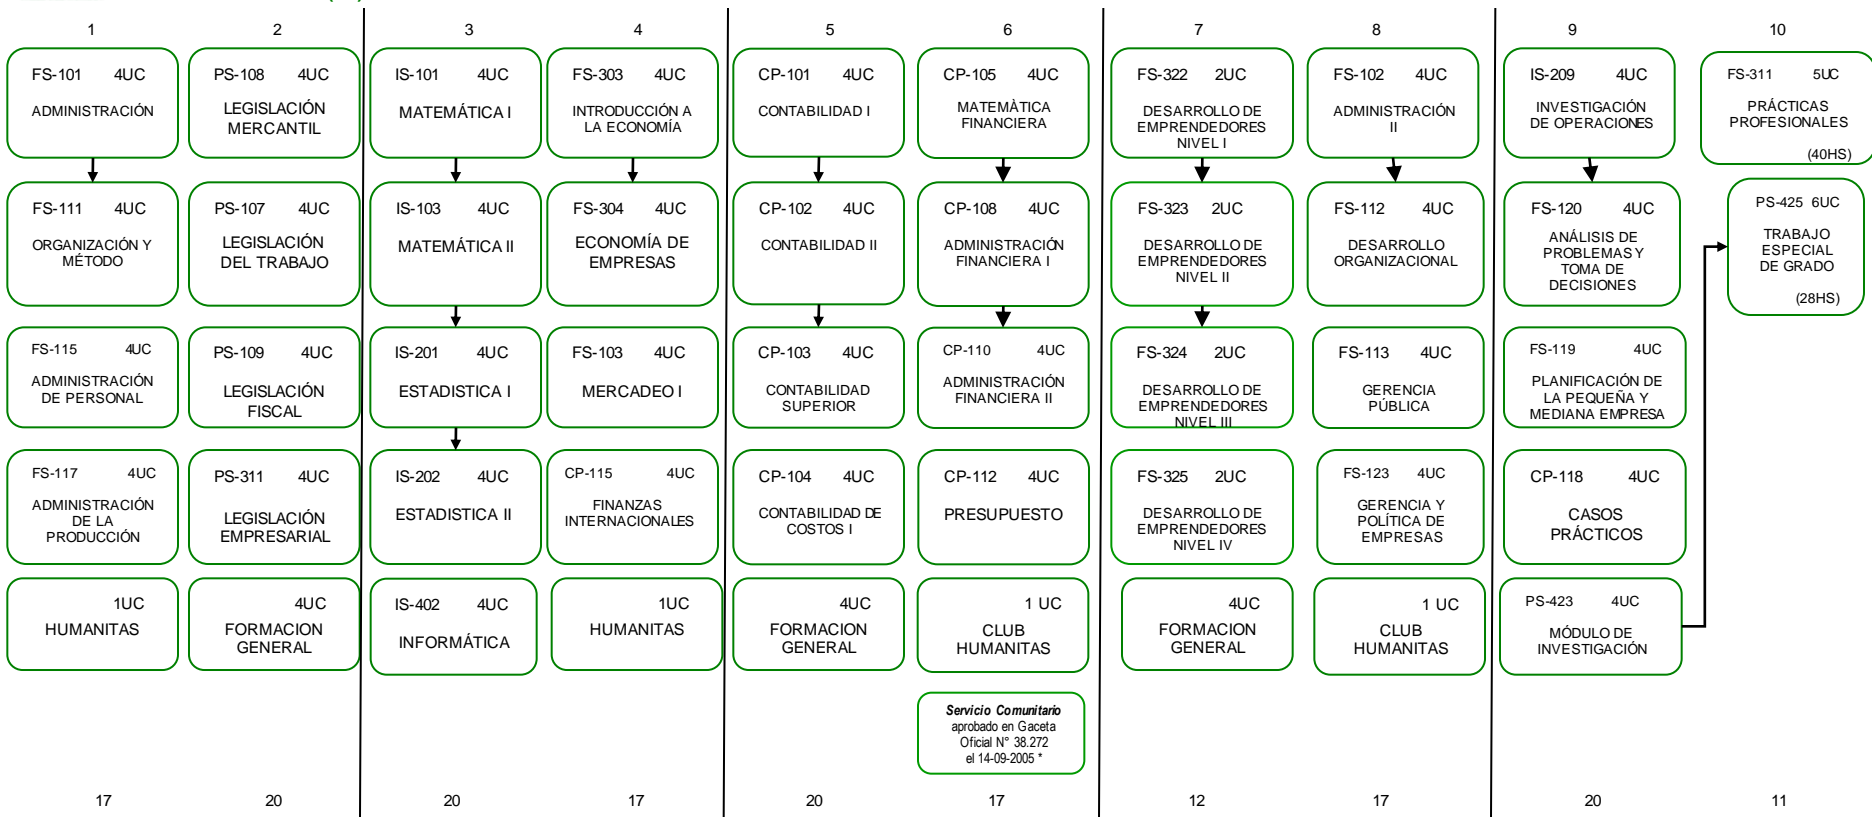 1
FS-101 4UC
ADMINISTRACIÓN
FS-111 4UC
ORGANIZACIÓN Y
MÉTODO
FS-115 4UC
ADMINISTRACIÓN
DE PERSONAL
FS-117 4UC
ADMINISTRACIÓN
DE LA
PRODUCCIÓN
1UC
HUMANITAS
17
2
PS-108 4UC
LEGISLACIÓN
MERCANTIL
PS-107 4UC
LEGISLACIÓN
DEL TRABAJO
PS-109 4UC
LEGISLACIÓN
FISCAL
PS-311 4UC
LEGISLACIÓN
EMPRESARIAL
4UC
FORMACION
GENERAL
20
3
IS-101 4UC
MATEMÁTICA I
IS-103 4UC
MATEMÁTICA II
IS-201 4UC
ESTADISTICA I
IS-202 4UC
ESTADISTICA II
IS-402 4UC
INFORMÁTICA
20
4
FS-303 4UC
INTRODUCCIÓN A
LA ECONOMÍA
FS-304 4UC
ECONOMÍA DE
EMPRESAS
FS-103 4UC
MERCADEO I
CP-115 4UC
FINANZAS
INTERNACIONALES
1UC
HUMANITAS
17
5
CP-101 4UC
CONTABILIDAD I
CP-102 4UC
CONTABILIDAD II
CP-103 4UC
CONTABILIDAD
SUPERIOR
CP-104 4UC
CONTABILIDAD DE
COSTOS I
4UC
FORMACION
GENERAL
20
6
CP-105 4UC
MATEMÀTICA
FINANCIERA
CP-108 4UC
ADMINISTRACIÓN
FINANCIERA I
CP-110 4UC
ADMINISTRACIÓN
FINANCIERA II
CP-112 4UC
PRESUPUESTO
1 UC
CLUB
HUMANITAS
Servicio Comunitario
aprobado en Gaceta
Oficial N° 38.272
el 14-09-2005 *
17
7
FS-322 2UC
DESARROLLO DE
EMPRENDEDORES
NIVEL I
FS-323 2UC
DESARROLLO DE
EMPRENDEDORES
NIVEL II
FS-324 2UC
DESARROLLO DE
EMPRENDEDORES
NIVEL III
FS-325 2UC
DESARROLLO DE
EMPRENDEDORES
NIVEL IV
4UC
FORMACION
GENERAL
12
8
FS-102 4UC
ADMINISTRACIÓN
II
FS-112 4UC
DESARROLLO
ORGANIZACIONAL
FS-113 4UC
GERENCIA
PÚBLICA
FS-123 4UC
GERENCIA Y
POLÍTICA DE
EMPRESAS
1 UC
CLUB
HUMANITAS
17
9
IS-209 4UC
INVESTIGACIÓN
DE OPERACIONES
FS-120 4UC
ANÁLISIS DE
PROBLEMAS Y
TOMA DE
DECISIONES
FS-119 4UC
PLANIFICACIÓN DE
LA PEQUEÑA Y
MEDIANA EMPRESA
CP-118 4UC
CASOS
PRÁCTICOS
PS-423 4UC
MÓDULO DE
INVESTIGACIÓN
20
10
FS-311 5UC
PRÁCTICAS
PROFESIONALES
(40HS)
PS-425 6UC
TRABAJO
ESPECIAL
DE GRADO
(28HS)
11